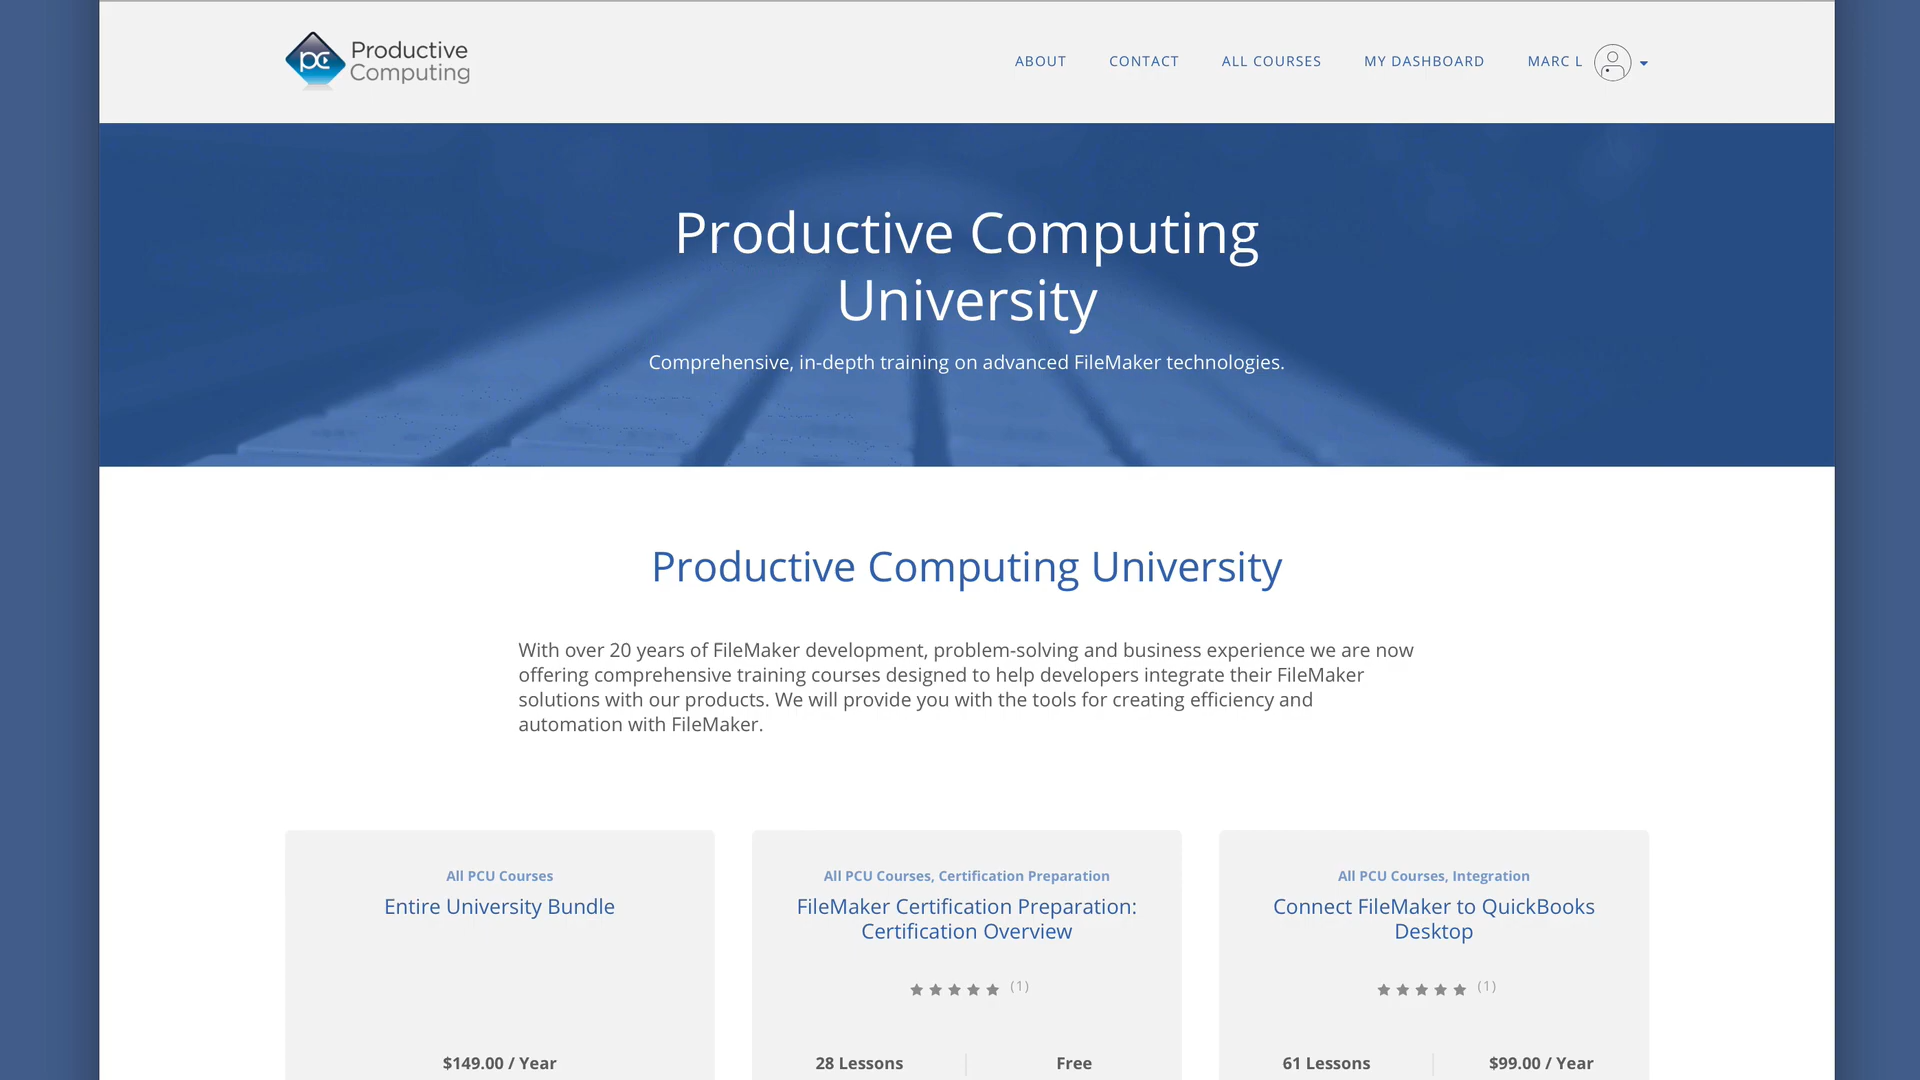 Productive
Computing
ABOUT
CONTACT
ALL COURSES
MY DASHBOARD
MARC L
Productive Computing
University
Comprehensive, in-depth training on advanced FileMaker technologies.
Productive Computing University
With over 20 years of FileMaker development, problem-solving and business experience we are now
offering comprehensive training courses designed to help developers integrate their FileMaker
solutions with our products. We will provide you with the tools for creating efficiency and
automation with FileMaker.
All PCU Courses
Entire University Bundle
$149.00 / Year
All PCU Courses, Certification Preparation
FileMaker Certification Preparation:
Certification Overview
(1)
28 Lessons
Free
All PCU Courses, Integration
Connect FileMaker to QuickBooks
Desktop
(1)
61 Lessons
$99.00 / Year